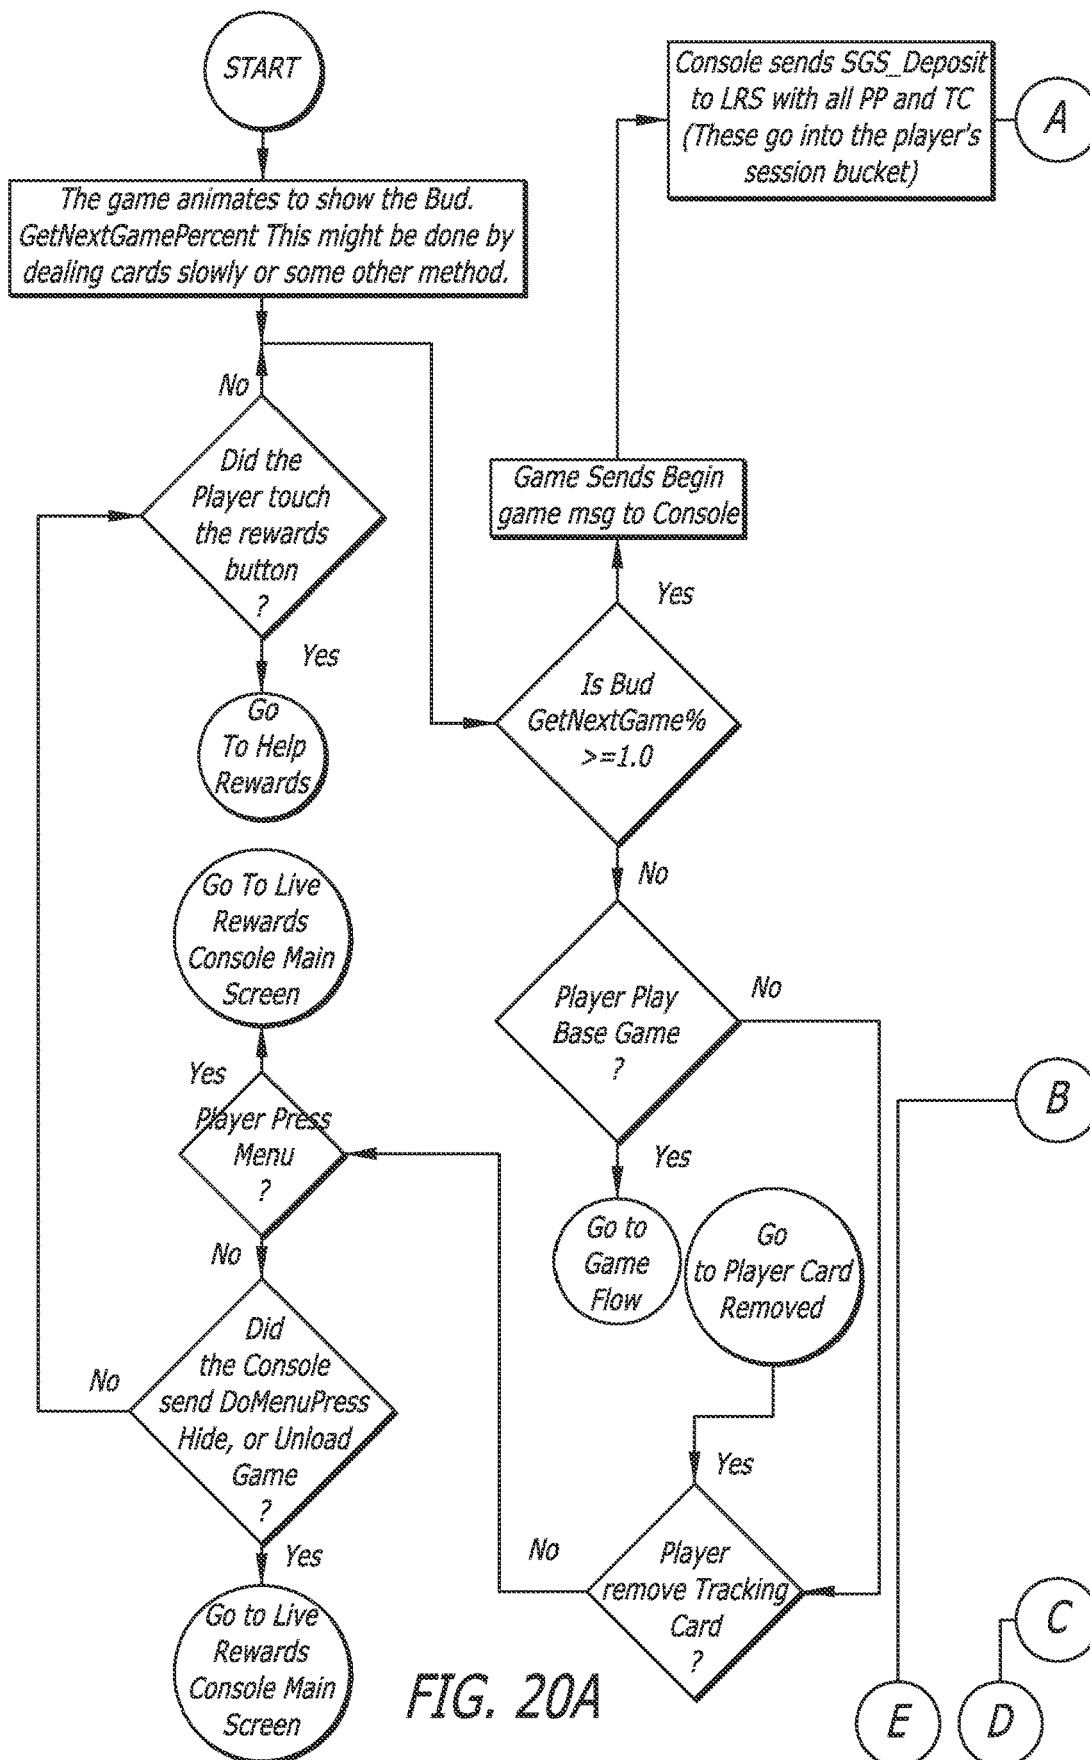 START
The game animates to show the Bud.
GetNextGamePercent This might be done by
dealing cards slowly or some other method.
Console sends SGS_Deposit
to LRS with all PP and TC
(These go into the player's
session bucket)
A
No
Did the
Player touch
the rewards
button
?
Yes
Go
To Help
Rewards
Game Sends Begin
game msg to Console
Yes
Is Bud
GetNextGame%
>=1.0
No
Player Play
Base Game
?
No
Yes
Go to
Game
Flow
Go
to Player Card
Removed
Yes
Player
remove Tracking
Card
?
No
Go To Live
Rewards
Console Main
Screen
Yes
Player Press
Menu
?
No
Did
the Console
send DoMenuPress
Hide, or Unload
Game
?
No
Yes
Go to Live
Rewards
Console Main
Screen
B
C
E
D
FIG. 20A